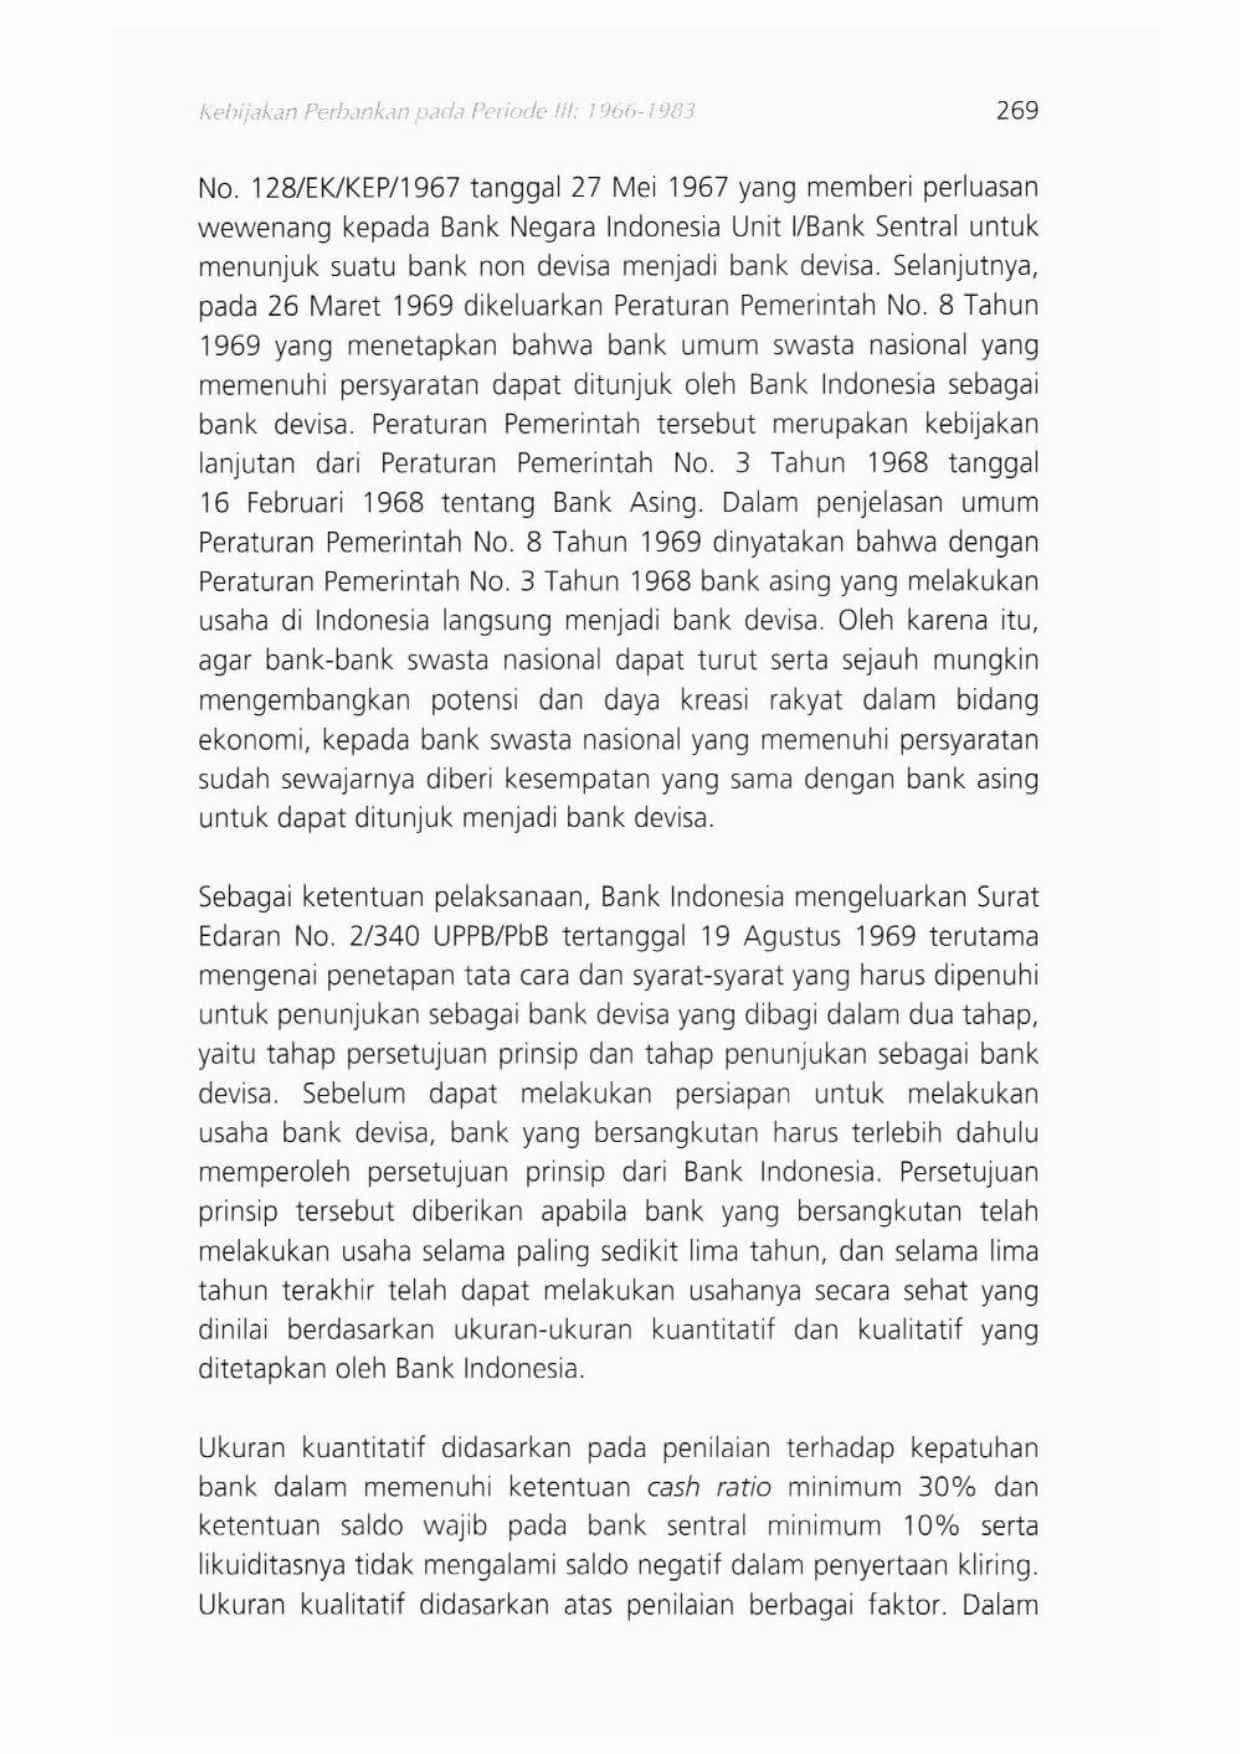 Kebijakan Perbankan pada Periode III: 1966-1983 269
No. 128/EK/KEP/1967 tanggal 27 Mei 1967 yang memberi perluasan
wewenang kepada Bank Negara Indonesia Unit I/Bank Sentral untuk
menunjuk suatu bank non devisa menjadi bank devisa. Selanjutnya,
pada 26 Maret 1969 dikeluarkan Peraturan Pemerintah No. 8 Tahun
1969 yang menetapkan bahwa bank umum swasta nasional yang
memenuhi persyaratan dapat ditunjuk oleh Bank Indonesia sebagai
bank devisa. Peraturan Pemerintah tersebut merupakan kebijakan
lanjutan dari Peraturan Pemerintah No. 3 Tahun 1968 tanggal
16 Februari 1968 tentang Bank Asing. Dalam penjelasan umum
Peraturan Pemerintah No. 8 Tahun 1969 dinyatakan bahwa dengan
Peraturan Pemerintah No. 3 Tahun 1968 bank asing yang melakukan
usaha di Indonesia langsung menjadi bank devisa. Oleh karena itu,
agar bank-bank swasta nasional dapat turut serta sejauh mungkin
mengembangkan potensi dan daya kreasi rakyat dalam bidang
ekonomi, kepada bank swasta nasional yang memenuhi persyaratan
sudah sewajarnya diberi kesempatan yang sama dengan bank asing
untuk dapat ditunjuk menjadi bank devisa.
Sebagai ketentuan pelaksanaan, Bank Indonesia mengeluarkan Surat
Edaran No. 2/340 UPPB/PbB tertanggal 19 Agustus 1969 terutama
mengenai penetapan tata cara dan syarat-syarat yang harus dipenuhi
untuk penunjukan sebagai bank devisa yang dibagi dalam dua tahap,
yaitu tahap persetujuan prinsip dan tahap penunjukan sebagai bank
devisa. Sebelum dapat melakukan persiapan untuk melakukan
usaha bank devisa, bank yang bersangkutan harus terlebih dahulu
memperoleh persetujuan prinsip dari Bank Indonesia. Persetujuan
prinsip tersebut diberikan apabila bank yang bersangkutan telah
melakukan usaha selama paling sedikit lima tahun, dan selama lima
tahun terakhir telah dapat melakukan usahanya secara sehat yang
dinilai berdasarkan ukuran-ukuran kuantitatif dan kualitatif yang
ditetapkan oleh Bank Indonesia.
Ukuran kuantitatif didasarkan pada penilaian terhadap kepatuhan
bank dalam memenuhi ketentuan cash ratio minimum 30% dan
ketentuan saldo wajib pada bank sentral minimum 10% serta
likuiditasnya tidak mengalami saldo negatif dalam penyertaan kliring.
Ukuran kualitatif didasarkan atas penilaian berbagai faktor. Dalam